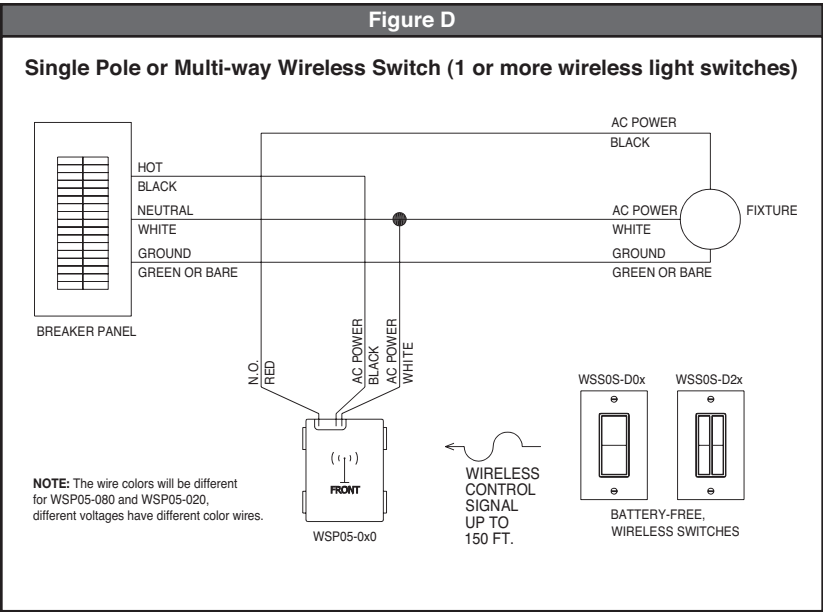 Figure D
Single Pole or Multi-way Wireless Switch (1 or more wireless light switches)
AC POWER
BLACK
HOT
BLACK
NEUTRAL
WHITE
GROUND
GREEN OR BARE
AC POWER
WHITE
GROUND
GREEN OR BARE
FIXTURE
BREAKER PANEL
N.O.
RED
AC POWER
BLACK
AC POWER
WHITE
WSS0S-D0x
WSS0S-D2x
FRONT
WSP05-0x0
WIRELESS
CONTROL
SIGNAL
UP TO
150 FT.
BATTERY-FREE,
WIRELESS SWITCHES
NOTE: The wire colors will be different
for WSP05-080 and WSP05-020,
different voltages have different color wires.